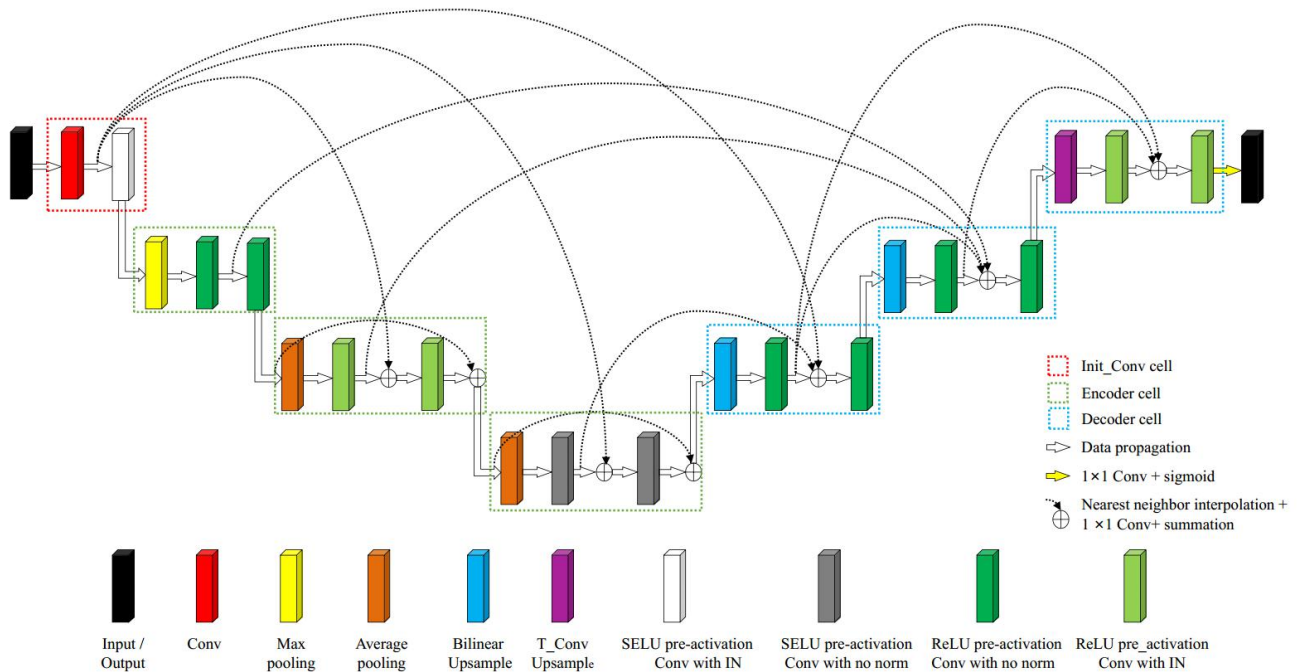 Init_Conv cell
Encoder cell
Decoder cell
Data propagation
1×1 Conv + sigmoid
Nearest neighbor interpolation +
1 ×1 Conv+ summation
Input /
Output
Conv
Max
pooling
Average
pooling
Bilinear
Upsample
T_Conv
Upsample
SELU pre-activation
Conv with IN
SELU pre-activation
Conv with no norm
ReLU pre-activation
Conv with no norm
ReLU pre_activation
Conv with IN